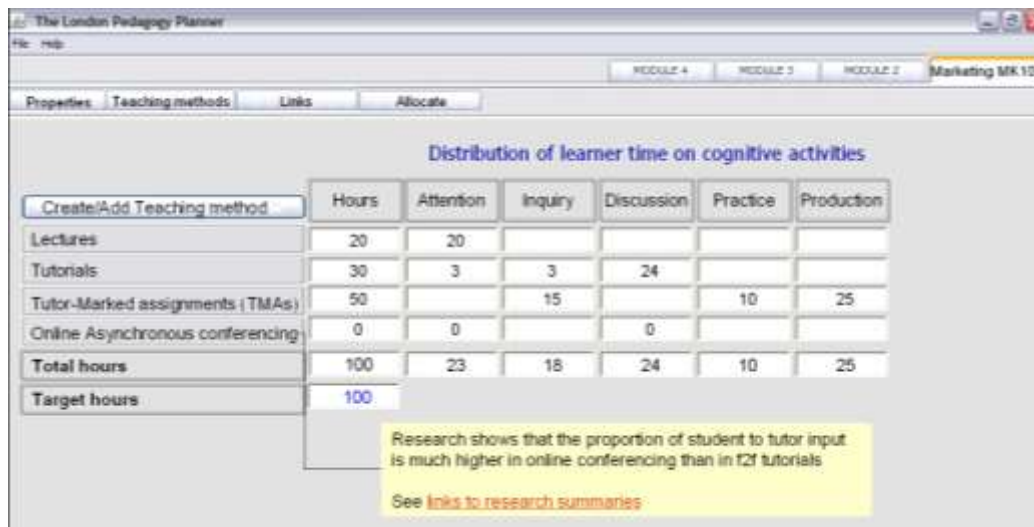 The London Pedagogy Planner
File Help
MODULE 4 MODULE 3 MODULE 2 Marketing MK10
Properties Teaching methods Links Allocate
Distribution of learner time on cognitive activities
Create/Add Teaching method Hours Attention Inquiry Discussion Practice Production
Lectures 20 20
Tutorials 30 3 3 24
Tutor-Marked assignments (TMAs) 50 15 10 25
Online Asynchronous conferencing 0 0 0
Total hours 100 23 18 24 10 25
Target hours 100
Research shows that the proportion of student to tutor input
is much higher in online conferencing than in f2f tutorials
See links to research summaries